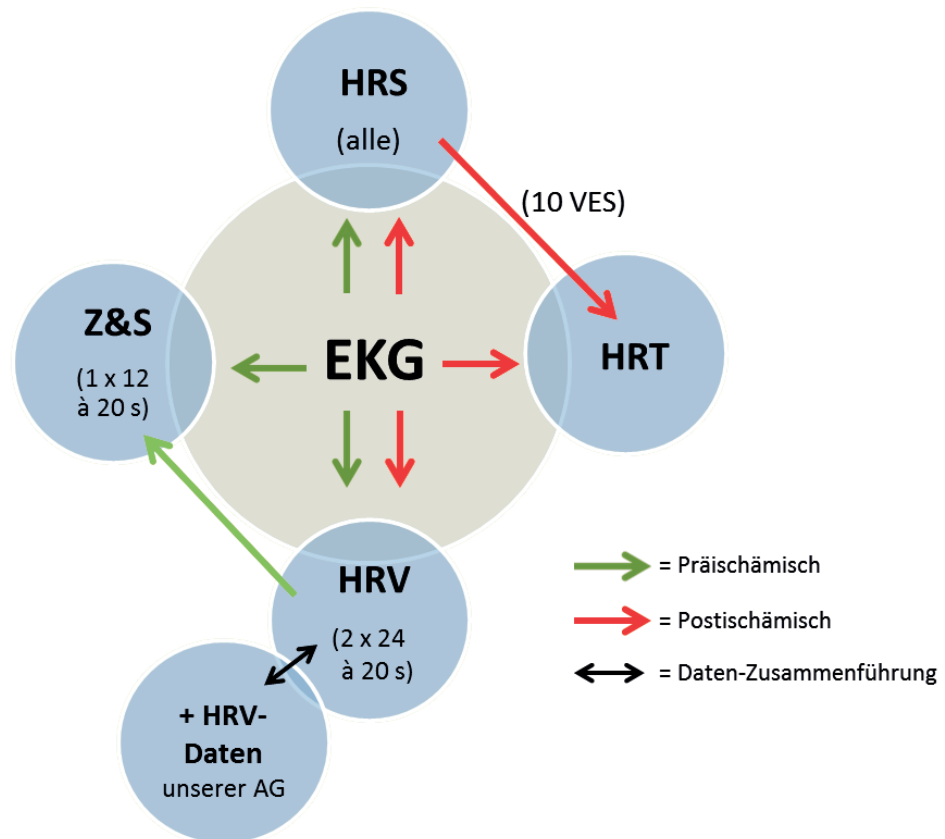 HRS
(alle)
(10 VES)
Z&S
(1 x 12
à 20 s)
EKG
HRT
HRV
(2 x 24
à 20 s)
+ HRV-
Daten
unserer AG
= Präischämisch
= Postischämisch
= Daten-Zusammenführung